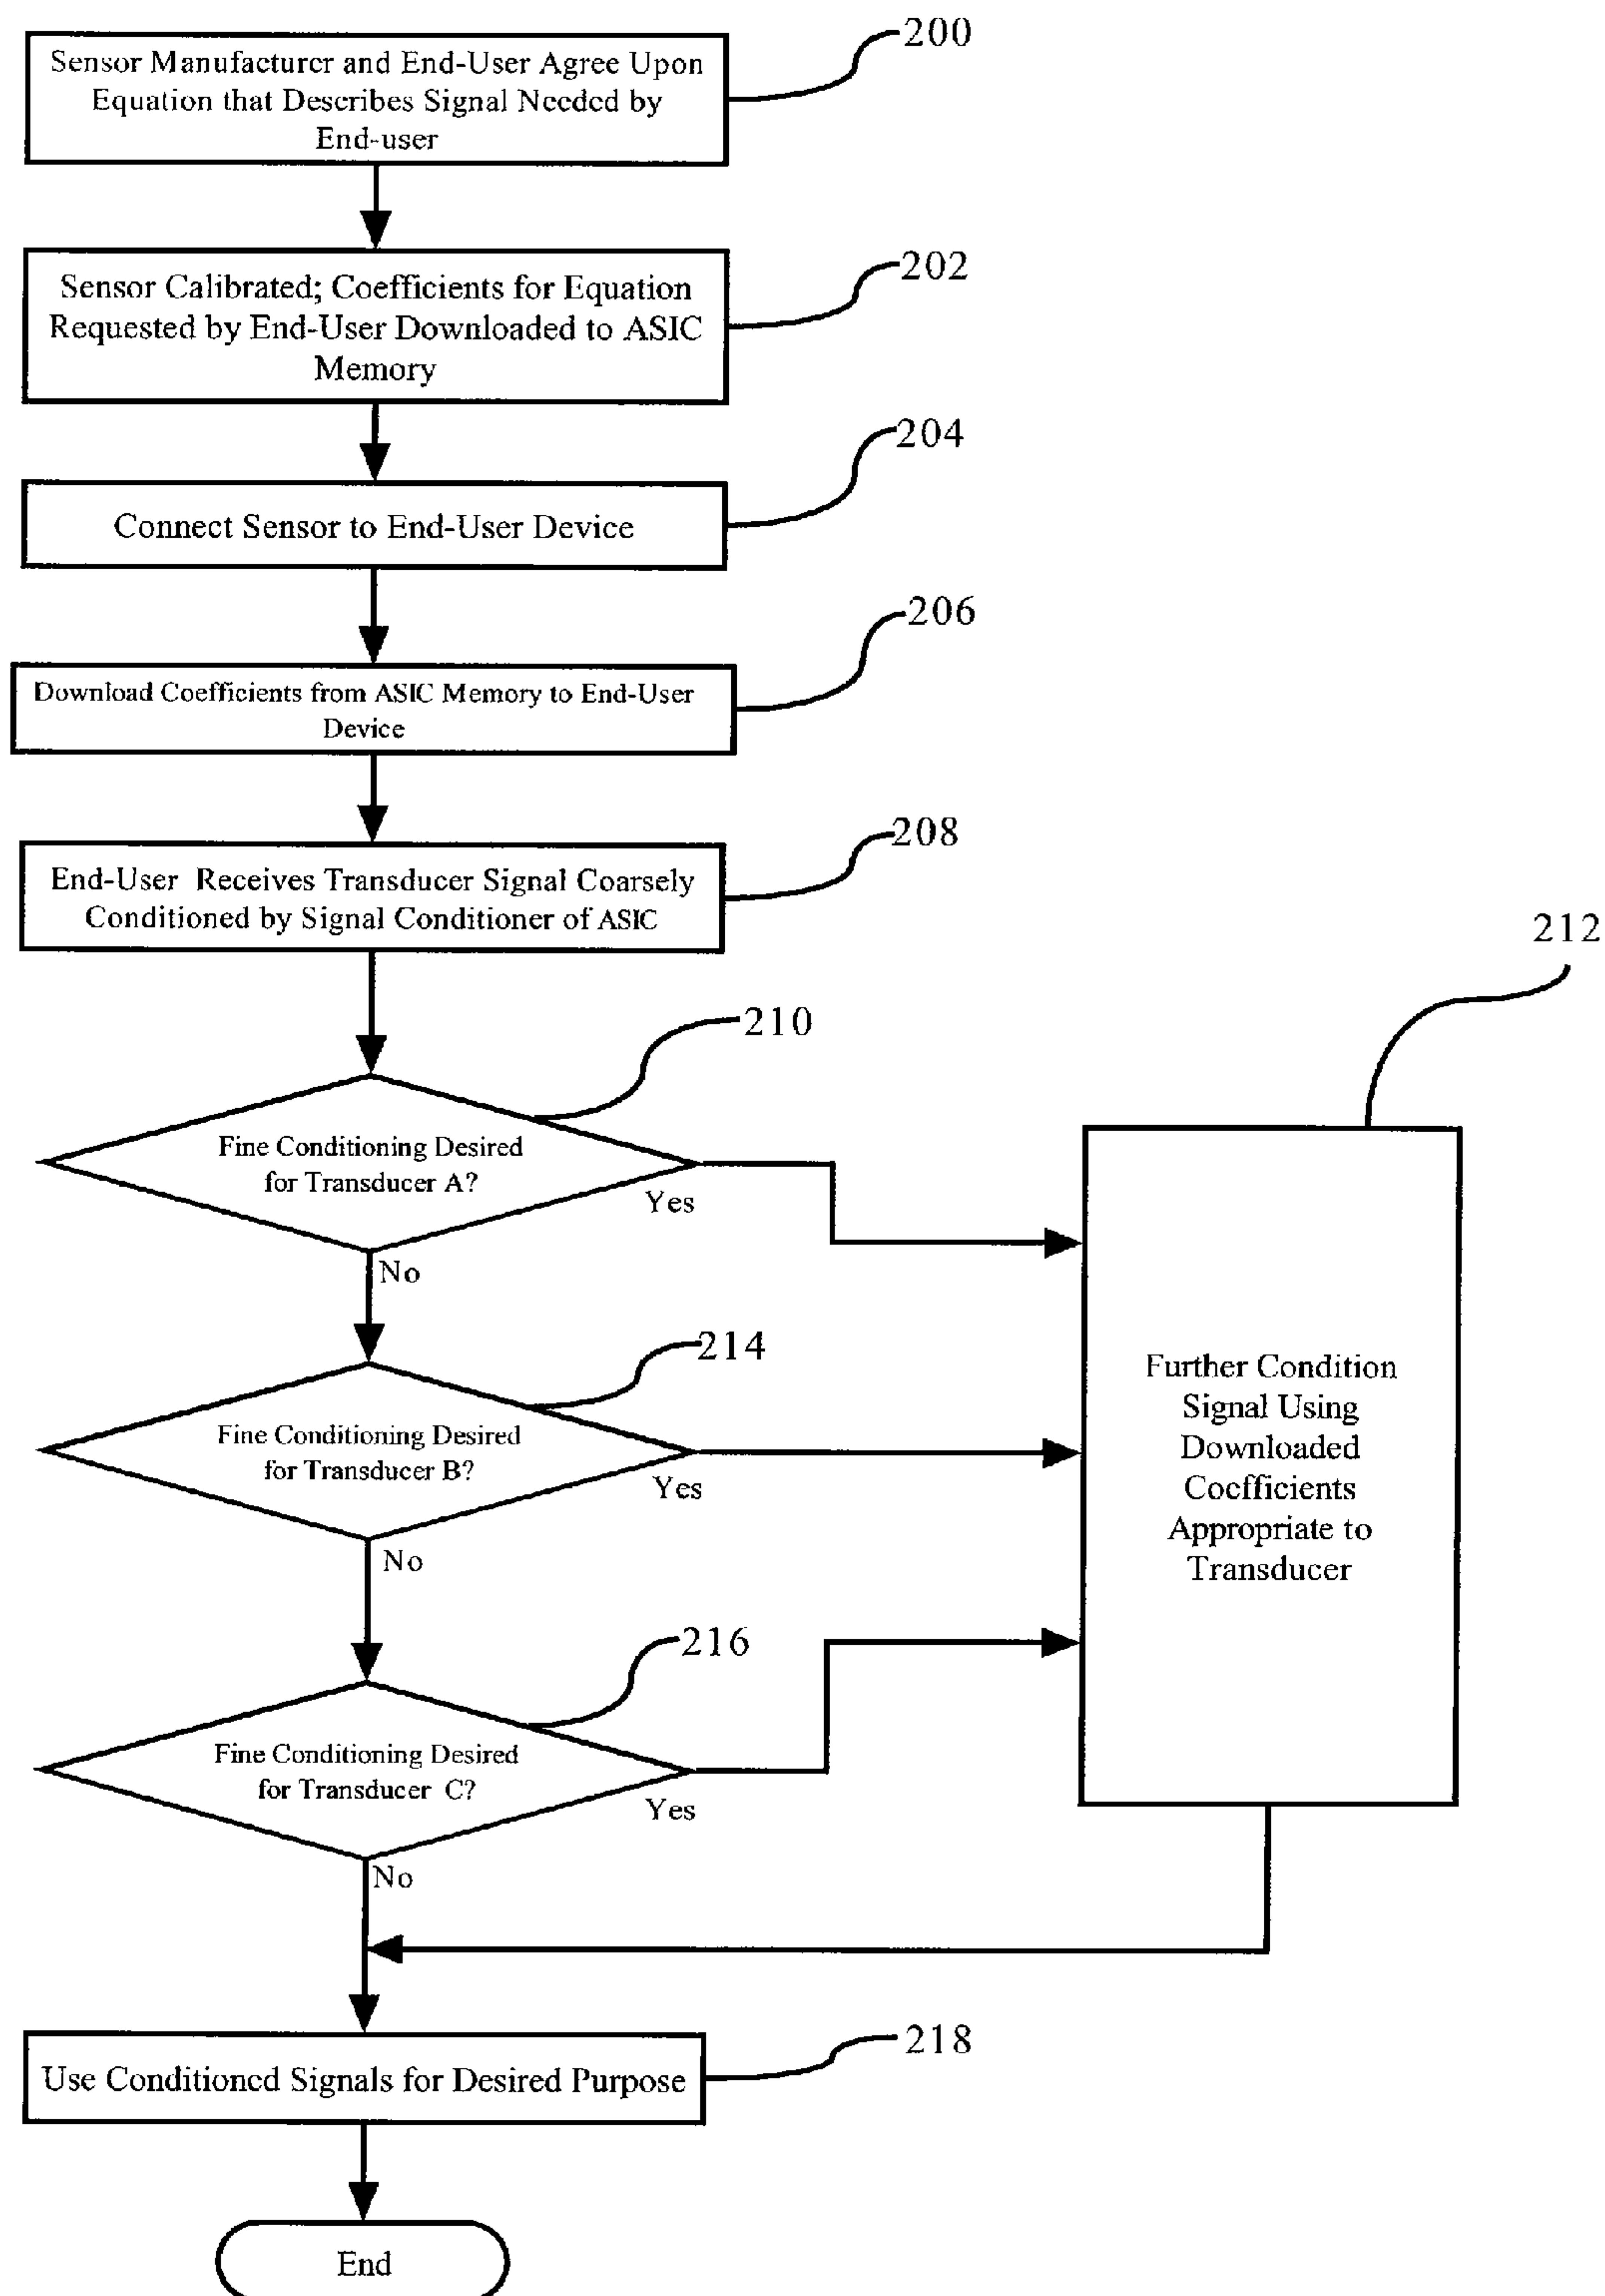 200
Sensor Manufacturer and End-User Agree Upon
Equation that Describes Signal Needed by
End-user
202
Sensor Calibrated; Coefficients for Equation
Requested by End-User Downloaded to ASIC
Memory
204
Connect Sensor to End-User Device
206
Download Coefficients from ASIC Memory to End-User
Device
208
End-User Receives Transducer Signal Coarsely
Conditioned by Signal Conditioner of ASIC
212
210
Fine Conditioning Desired
for Transducer A?
Yes
No
214
Fine Conditioning Desired
for Transducer B?
Yes
No
Further Condition
Signal Using
Downloaded
Coefficients
Appropriate to
Transducer
216
Fine Conditioning Desired
for Transducer C?
Yes
No
218
Use Conditioned Signals for Desired Purpose
End